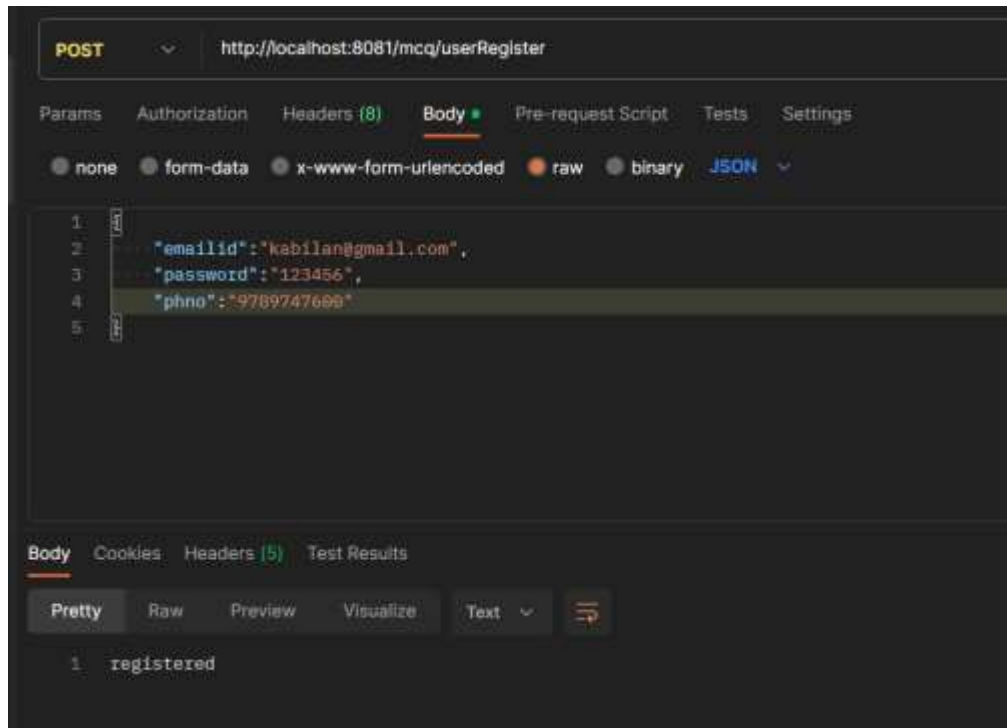 POST http://localhost:8081/mcq/userRegister
Params Authorization Headers (8) Body Pre-request Script Tests Settings
none form-data x-www-form-urlencoded raw binary JSON
1 {
2 "emailid":"kabilan@gmail.com",
3 "password":"123456",
4 "phno":"9789747600"
5 }
Body Cookies Headers (5) Test Results
Pretty Raw Preview Visualize Text
1 registered